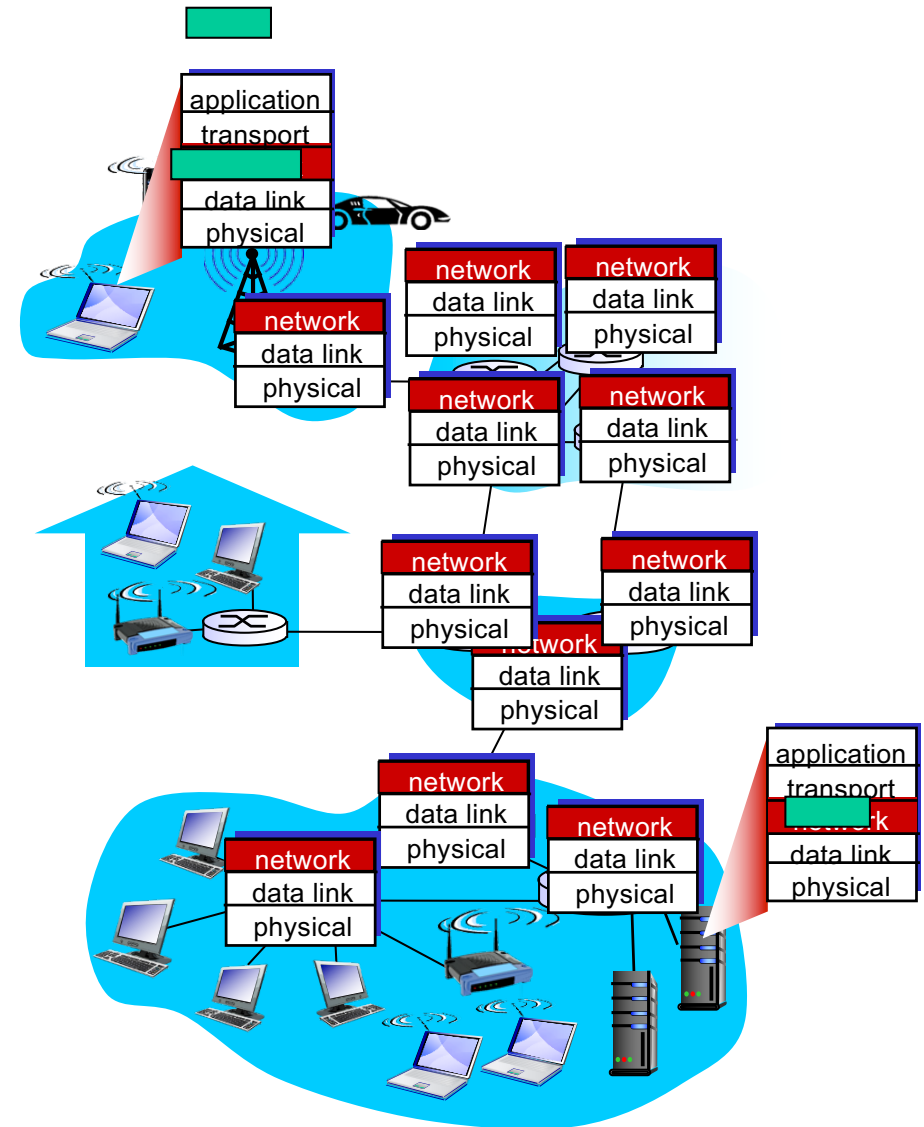 application
transport
data link
physical
network
data link
physical
network
data link
physical
network
data link
physical
network
data link
physical
network
data link
physical
network
data link
physical
network
data link
physical
network
data link
physical
network
data link
physical
network
data link
physical
network
data link
physical
application
transport
network
data link
physical